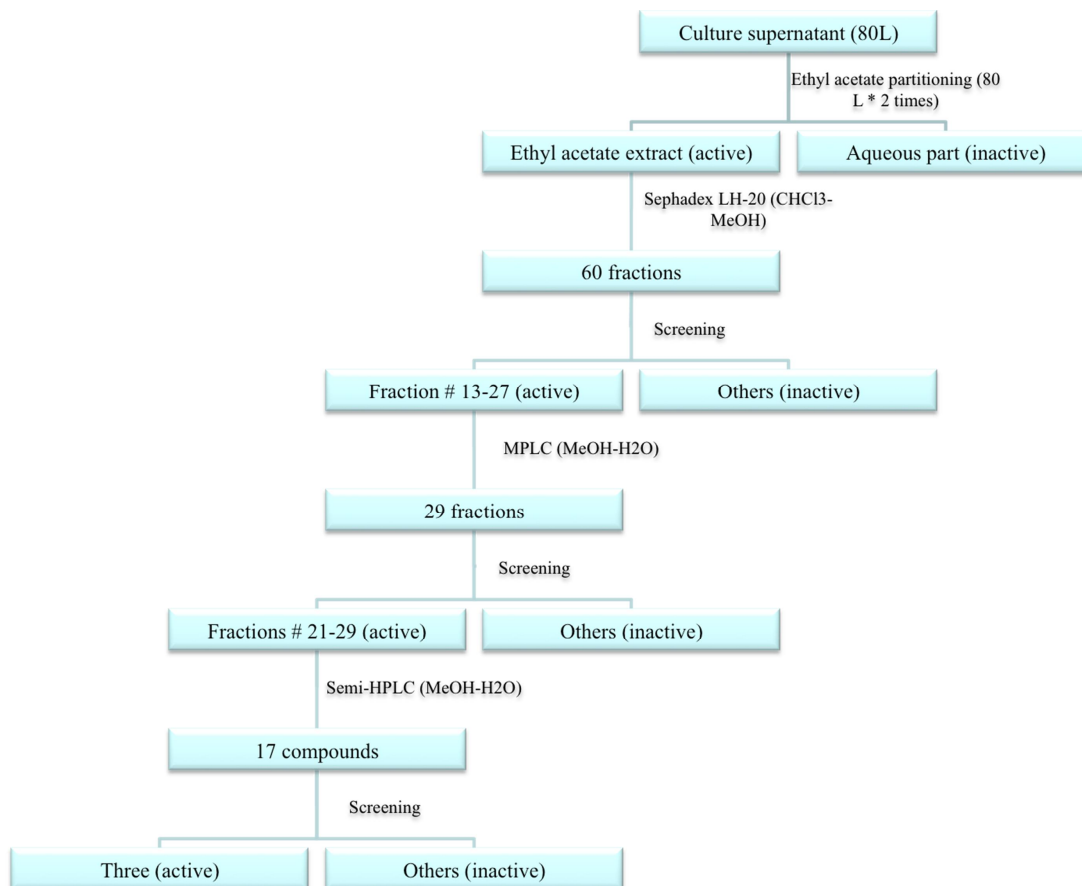 Culture supernatant (80L)
Ethyl acetate partitioning (80
L * 2 times)
Ethyl acetate extract (active)
Aqueous part (inactive)
Sephadex LH-20 (CHCl3-
MeOH)
60 fractions
Screening
Fraction # 13-27 (active)
Others (inactive)
MPLC (MeOH-H2O)
29 fractions
Screening
Fractions # 21-29 (active)
Others (inactive)
Semi-HPLC (MeOH-H2O)
17 compounds
Screening
Three (active)
Others (inactive)